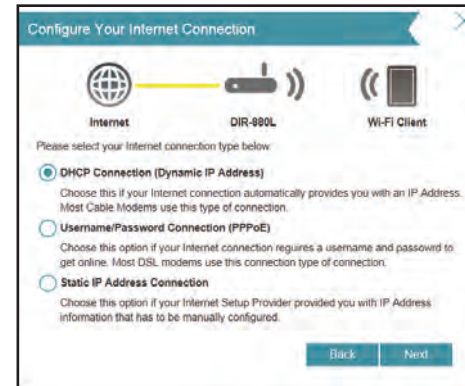 Configure Your Internet Connection
Internet
DIR-880L
Wi-Fi Client
Please select your Internet connection type below
DHCP Connection (Dynamic IP Address)
Choose this if your Internet connection automatically provides you with an IP Address.
Most Cable Modems use this type of connection.
Username/Password Connection (PPPoE)
Choose this option if your Internet connection requires a username and passowrd to
get online. Most DSL modems use this connection type of connection.
Static IP Address Connection
Choose this option if your Internet Setup Provider provided you with IP Address
information that has to be manually configured.
Back
Next